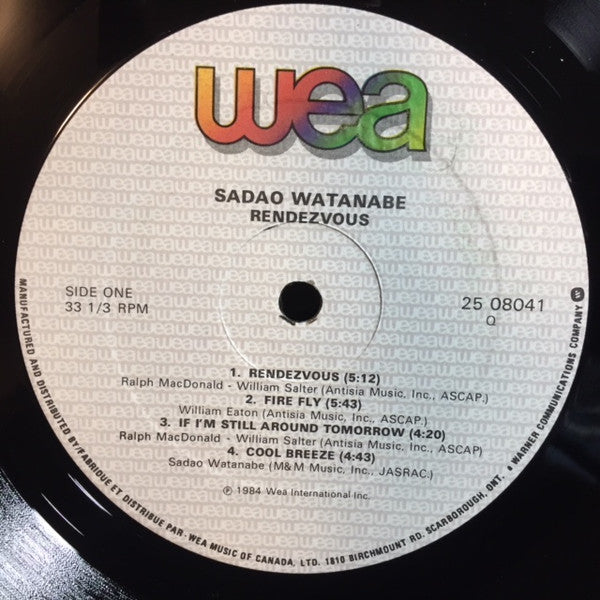 wea
SADAO WATANABE
RENDEZVOUS
SIDE ONE
33 1/3 RPM
25 08041
Q
1. RENDEZVOUS (5:12)
Ralph MacDonald - William Salter (Antisia Music, Inc., ASCAP.)
2. FIRE FLY (5:43)
William Eaton (Antisia Music, Inc., ASCAP.)
3. IF I'M STILL AROUND TOMORROW (4:20)
Ralph MacDonald - William Salter (Antisia Music, Inc., ASCAP)
4. COOL BREEZE (4:43)
Sadao Watanabe (M&M Music, Inc., JASRAC.)
℗ 1984 Wea International Inc.
MANUFACTURED AND DISTRIBUTED BY/FABRIQUE ET DISTRIBUE PAR - WEA MUSIC OF CANADA, LTD. 1810 BIRCHMOUNT RD. SCARBOROUGH, ONT. • WARNER COMMUNICATIONS COMPANY